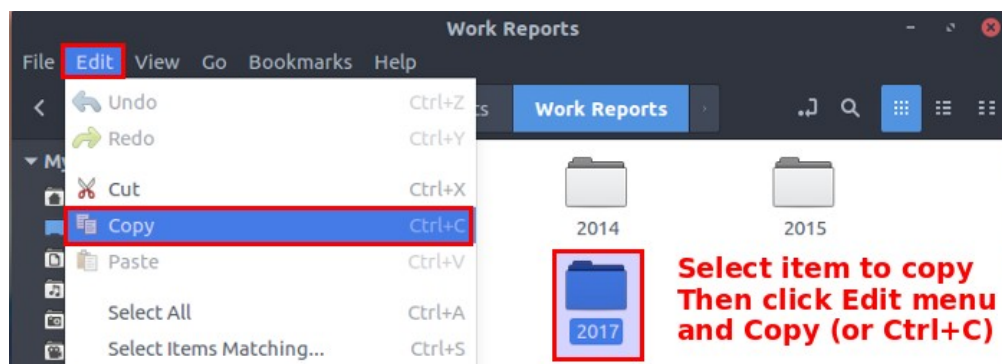 Work Reports
File Edit View Go Bookmarks Help
Undo Ctrl+Z
ts Work Reports
Redo Ctrl+Y
My
Cut Ctrl+X
Copy Ctrl+C
2014 2015
Paste Ctrl+V
Select All Ctrl+A
Select Items Matching... Ctrl+S
2017
Select item to copy
Then click Edit menu
and Copy (or Ctrl+C)